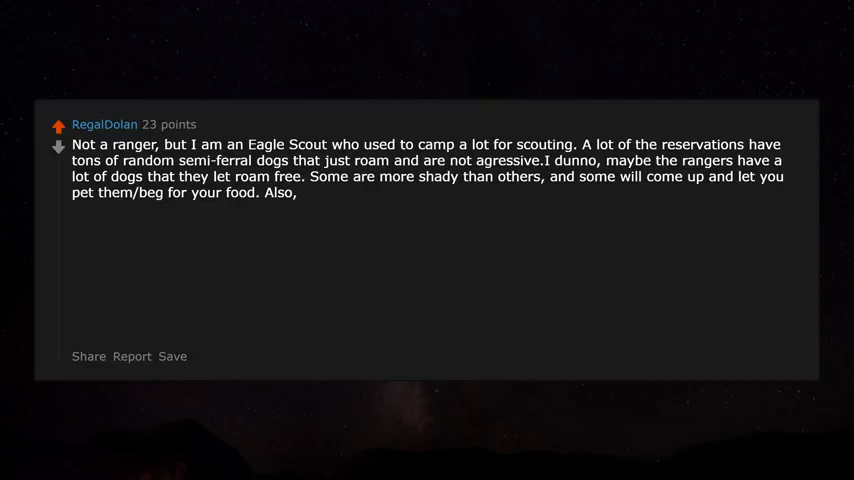 RegalDolan 23 points
Not a ranger, but I am an Eagle Scout who used to camp a lot for scouting. A lot of the reservations have
tons of random semi-ferral dogs that just roam and are not agressive.I dunno, maybe the rangers have a
lot of dogs that they let roam free. Some are more shady than others, and some will come up and let you
pet them/beg for your food. Also,
Share Report Save